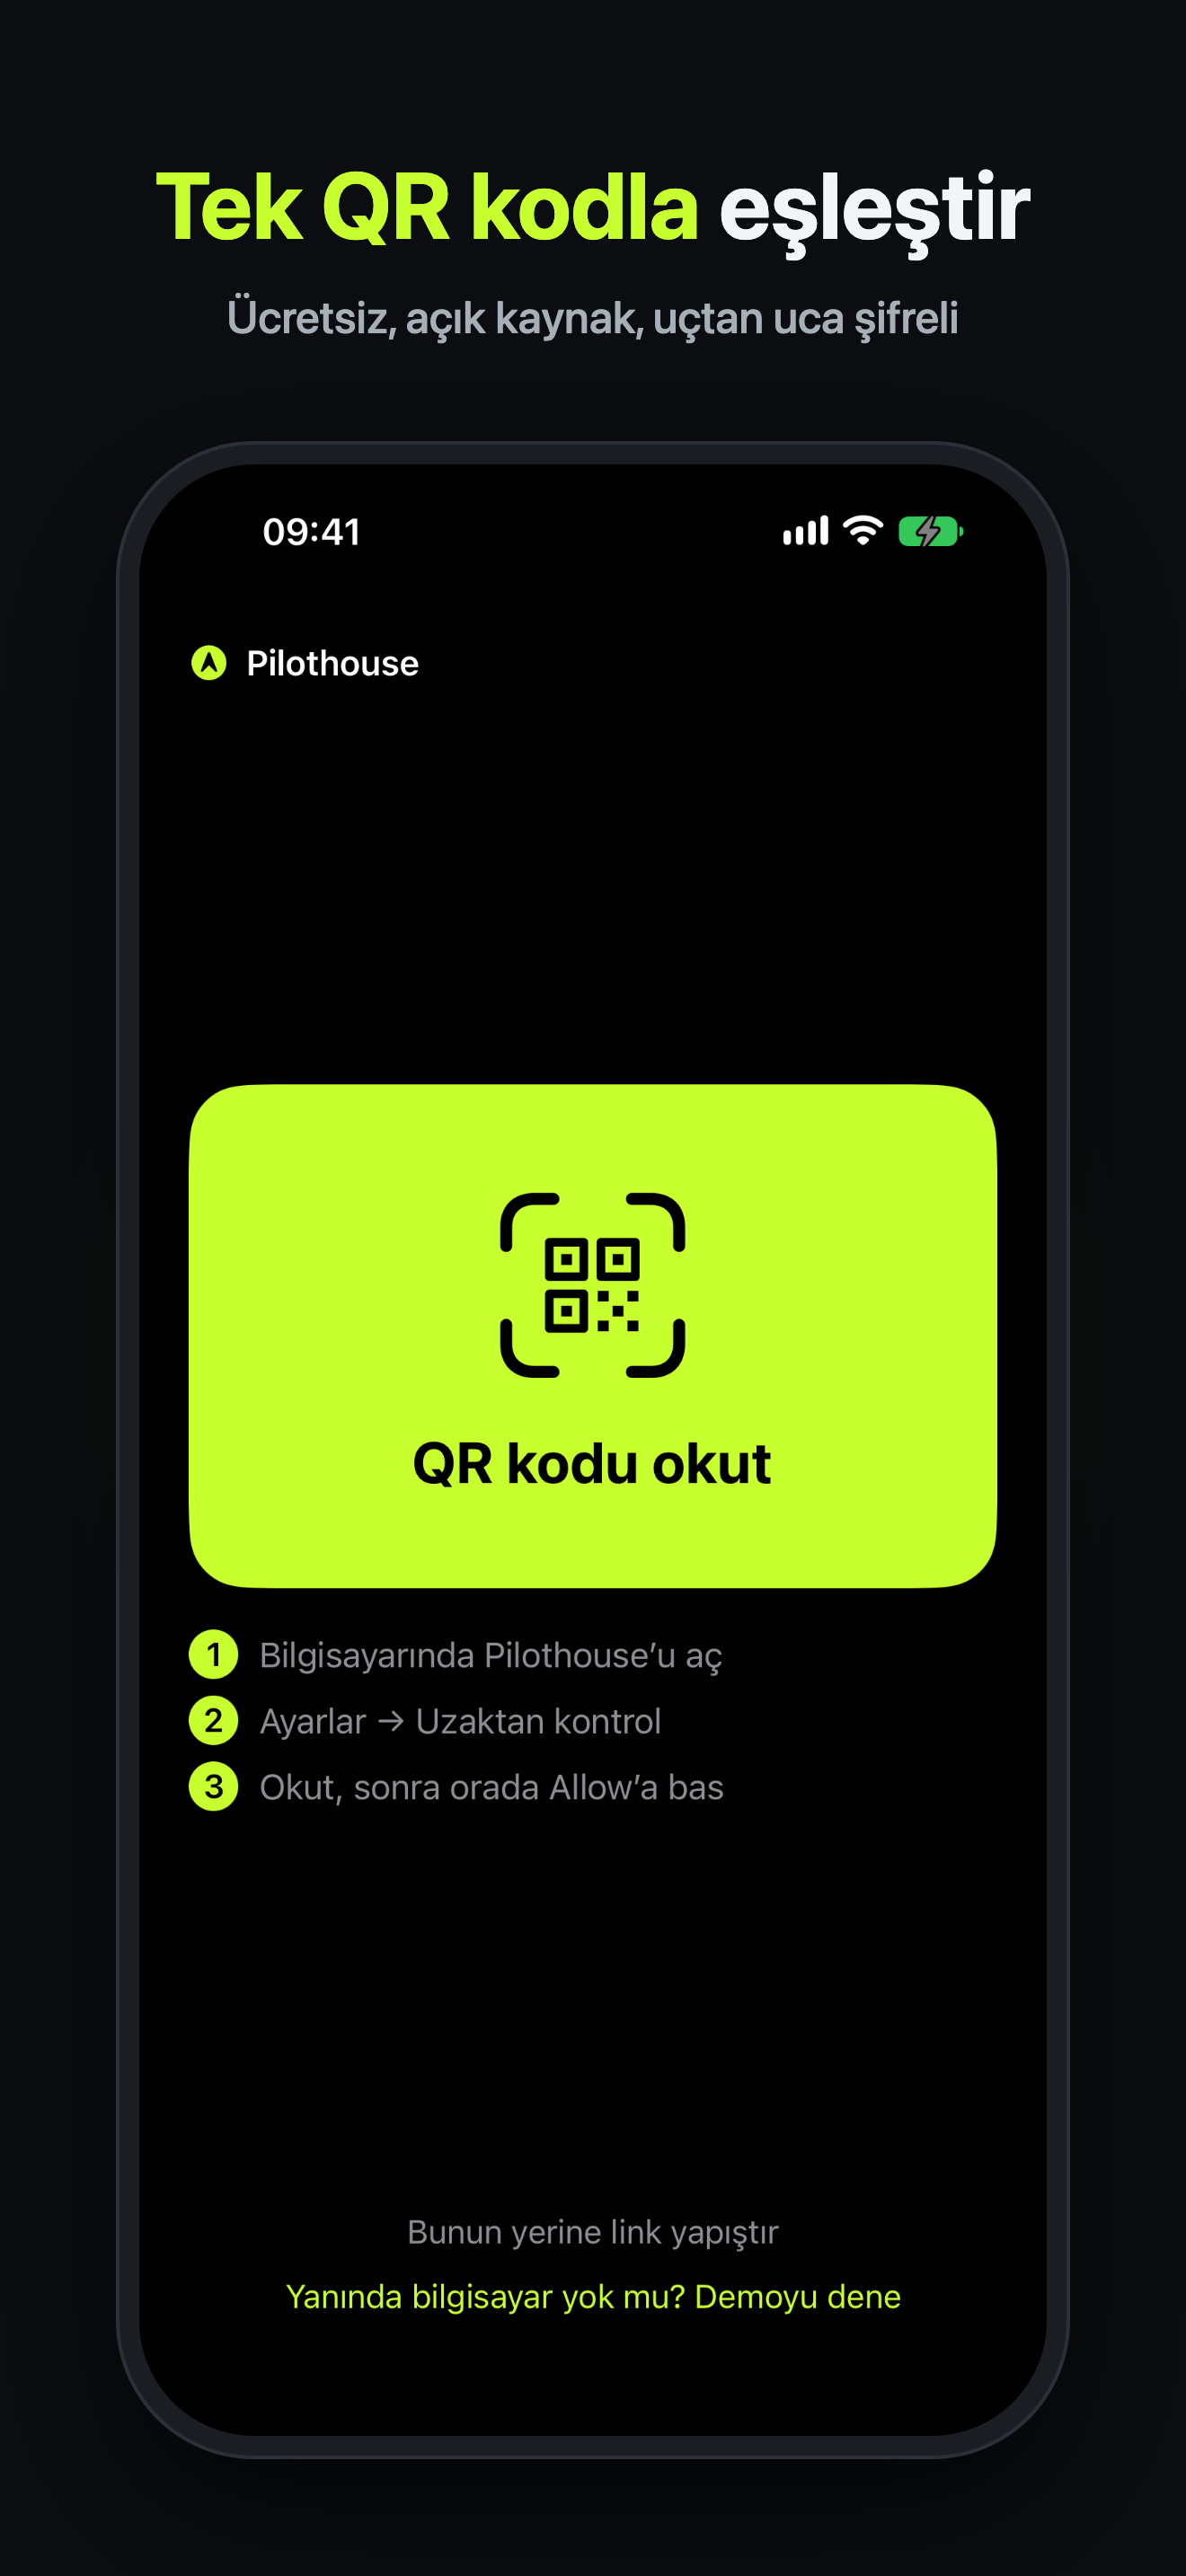 Tek QR kodla eşleştir
Ücretsiz, açık kaynak, uçtan uca şifreli
09:41
Pilothouse
QR kodu okut
1 Bilgisayarında Pilothouse’u aç
2 Ayarlar → Uzaktan kontrol
3 Okut, sonra orada Allow’a bas
Bunun yerine link yapıştır
Yanında bilgisayar yok mu? Demoyu dene